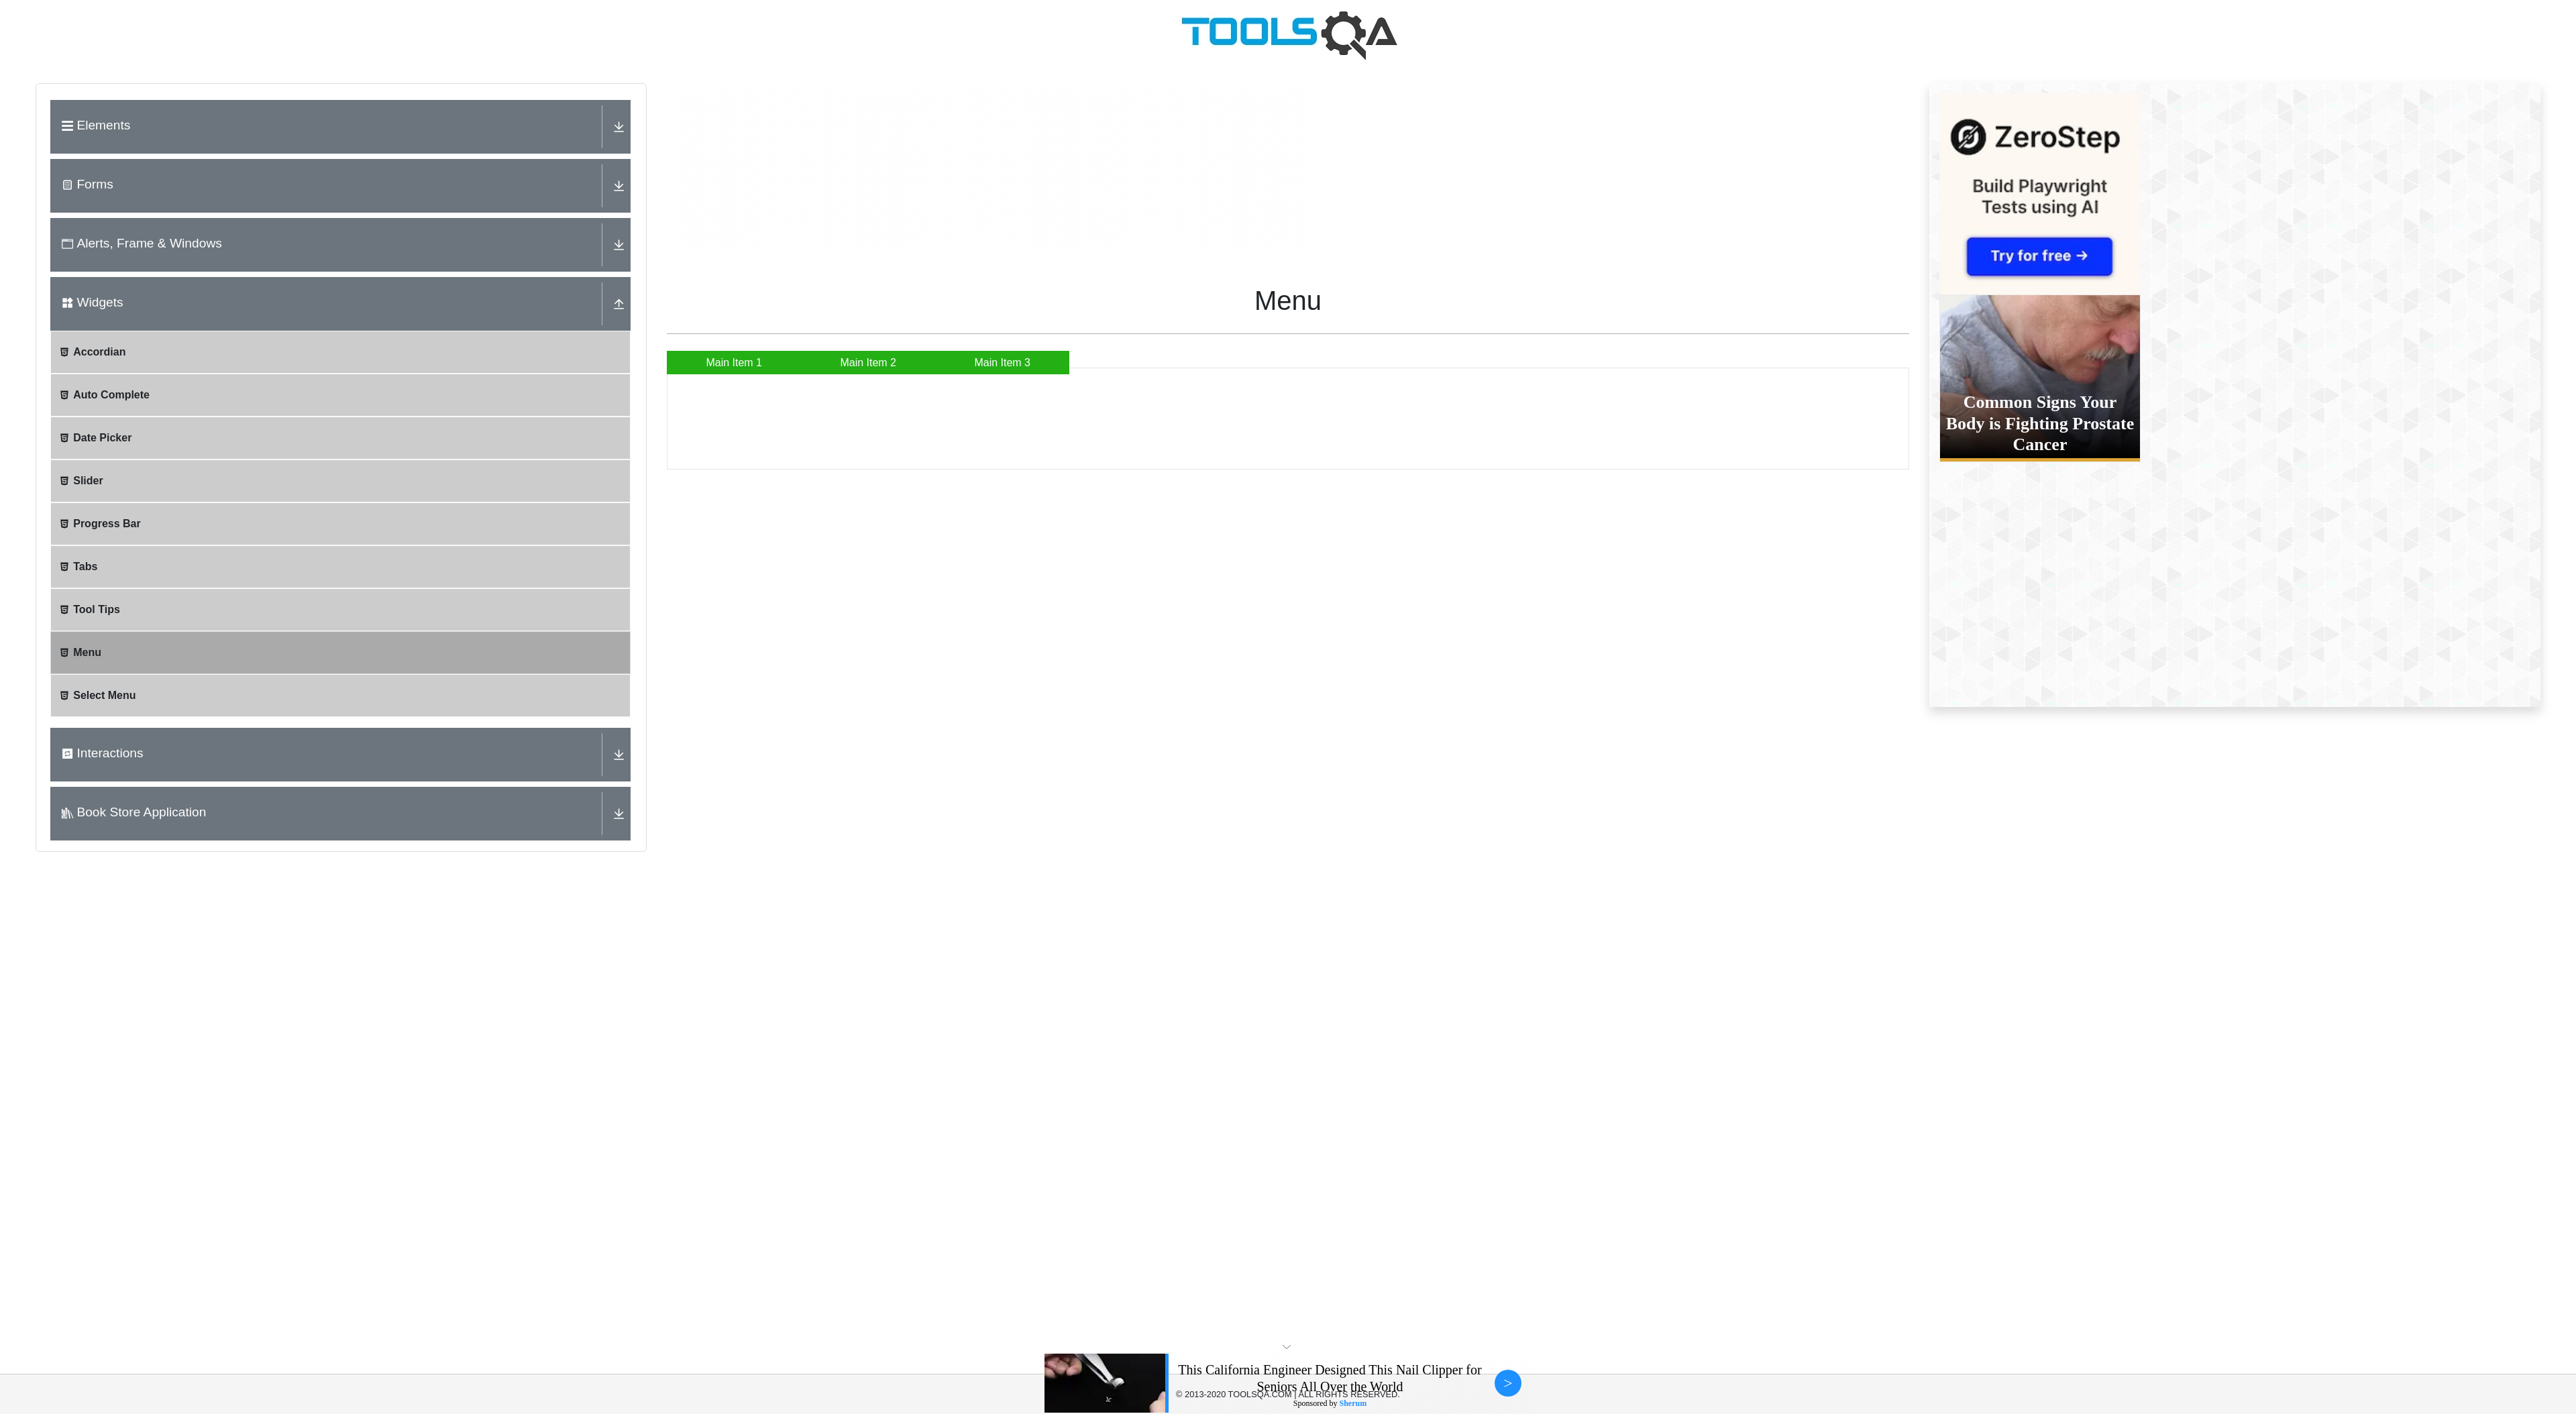 TOOLSQA
Elements
Forms
Alerts, Frame & Windows
Widgets
Accordian
Auto Complete
Date Picker
Slider
Progress Bar
Tabs
Tool Tips
Menu
Select Menu
Interactions
Book Store Application
Menu
Main Item 1
Main Item 2
Main Item 3
ZeroStep
Build Playwright
Tests using AI
Try for free →
Common Signs Your
Body is Fighting Prostate
Cancer
This California Engineer Designed This Nail Clipper for
Seniors All Over the World
© 2013-2020 TOOLSQA.COM | ALL RIGHTS RESERVED.
Sponsored by Sherum
>